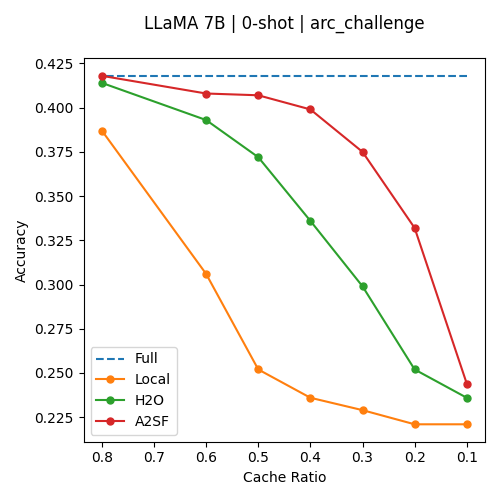 LLaMA 7B | 0-shot | arc_challenge
0.425
0.400
0.375
0.350
0.325
0.300
0.275
0.250
0.225
Accuracy
Full
Local
H2O
A2SF
0.8 0.7 0.6 0.5 0.4 0.3 0.2 0.1
Cache Ratio